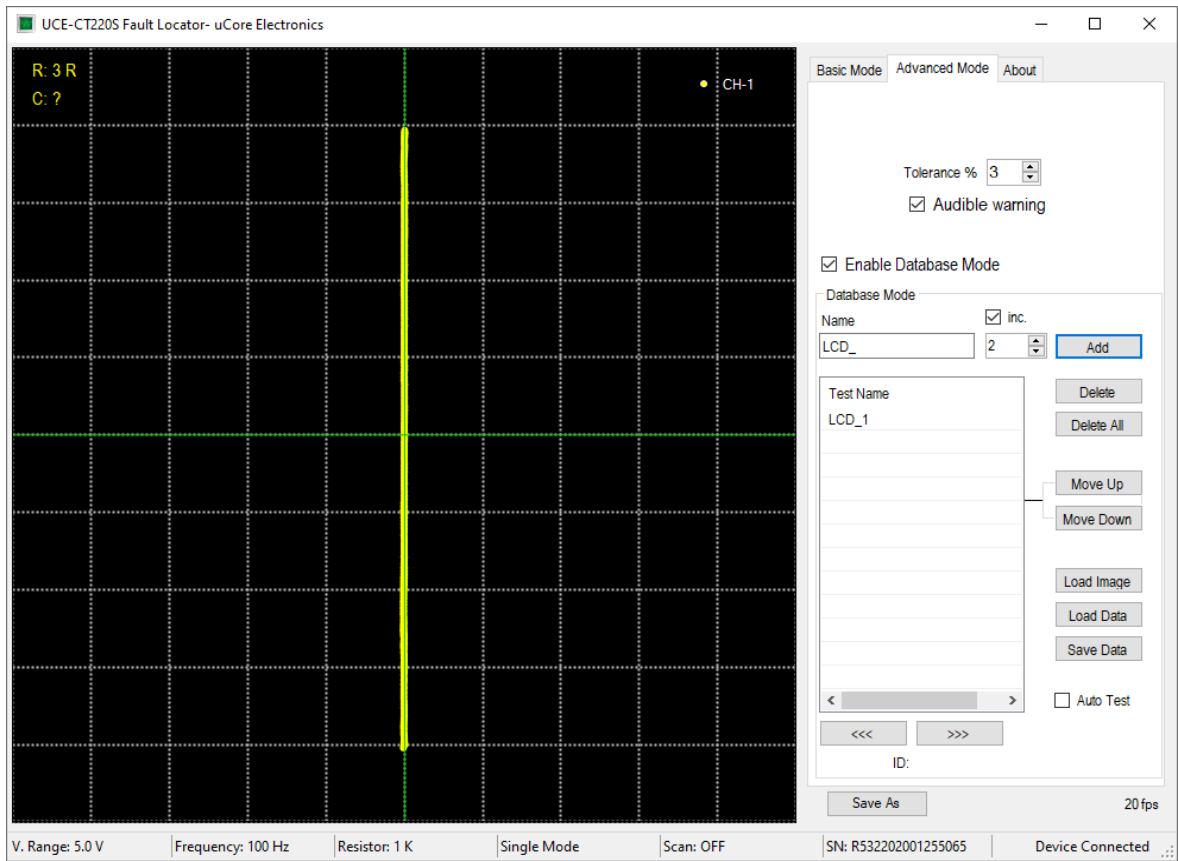 UCE-CT220S Fault Locator- uCore Electronics
R: 3 R
C: ?
CH-1
Basic Mode
Advanced Mode
About
Tolerance %
3
Audible warning
Enable Database Mode
Database Mode
Name
inc.
LCD_
2
Add
Test Name
LCD_1
Delete
Delete All
Move Up
Move Down
Load Image
Load Data
Save Data
Auto Test
<<<
>>>
ID:
Save As
20 fps
V. Range: 5.0 V
Frequency: 100 Hz
Resistor: 1 K
Single Mode
Scan: OFF
SN: R532202001255065
Device Connected